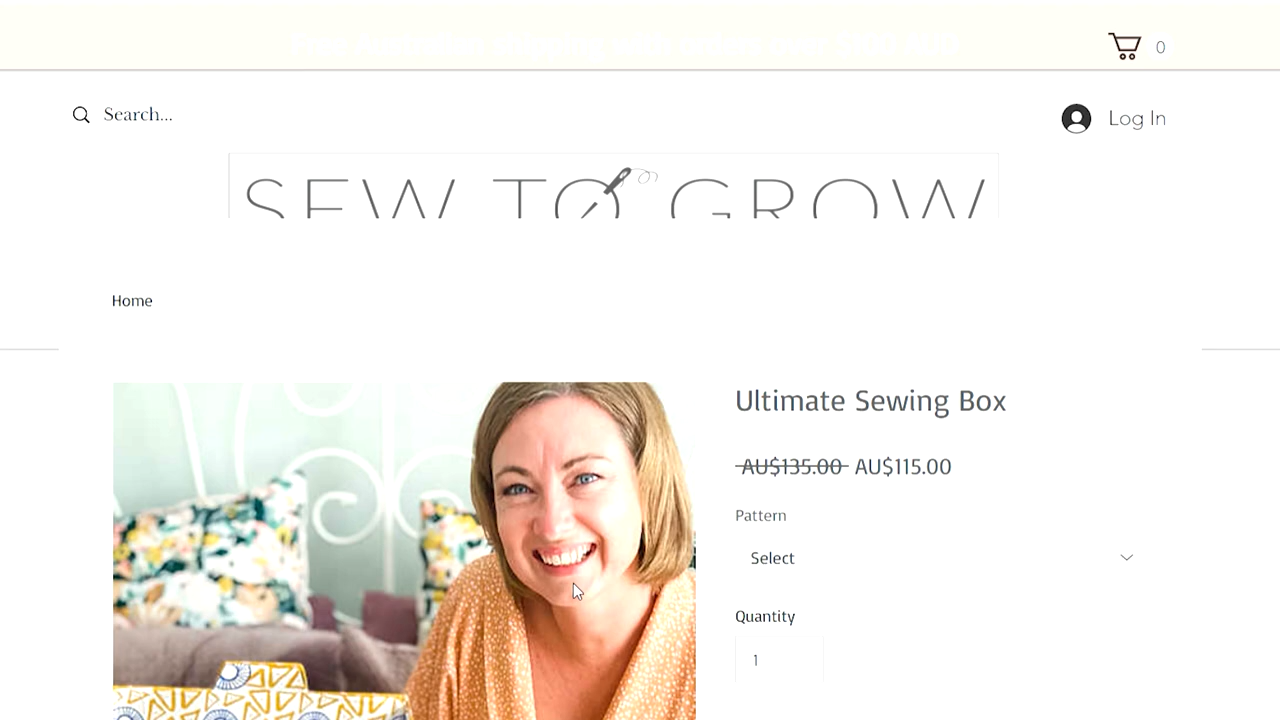 0
Search...
Log In
SEW TO GROW
Home
Ultimate Sewing Box
AU$135.00 AU$115.00
Pattern
Select
Quantity
1